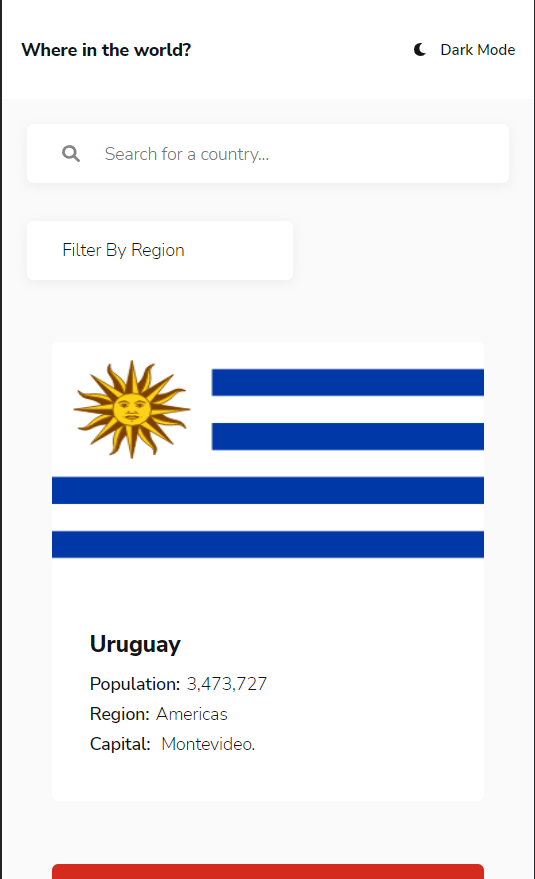 Where in the world?
Dark Mode
Search for a country...
Filter By Region
Uruguay
Population: 3,473,727
Region: Americas
Capital: Montevideo.